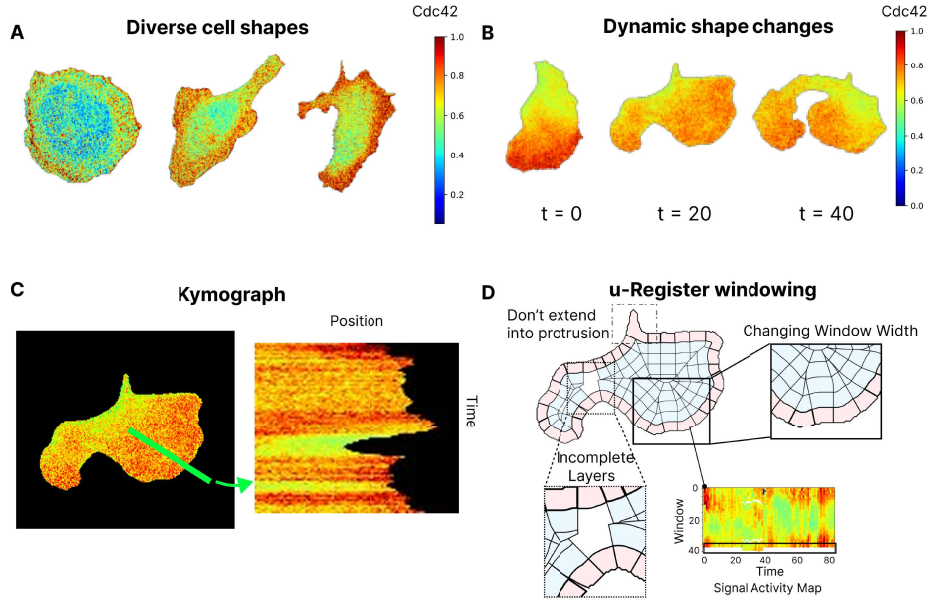 A
Diverse cell shapes
Cdc42
1.0
0.8
0.6
0.4
0.2
B
Dynamic shape changes
Cdc42
1.0
0.8
0.6
0.4
0.2
0.0
t = 0
t = 20
t = 40
C
Kymograph
Position
Time
D
u-Register windowing
Don't extend
into prctrusion
Changing Window Width
Incomplete
Layers
Window
0
20
40
0
20
40
60
80
Time
Signal Activity Map